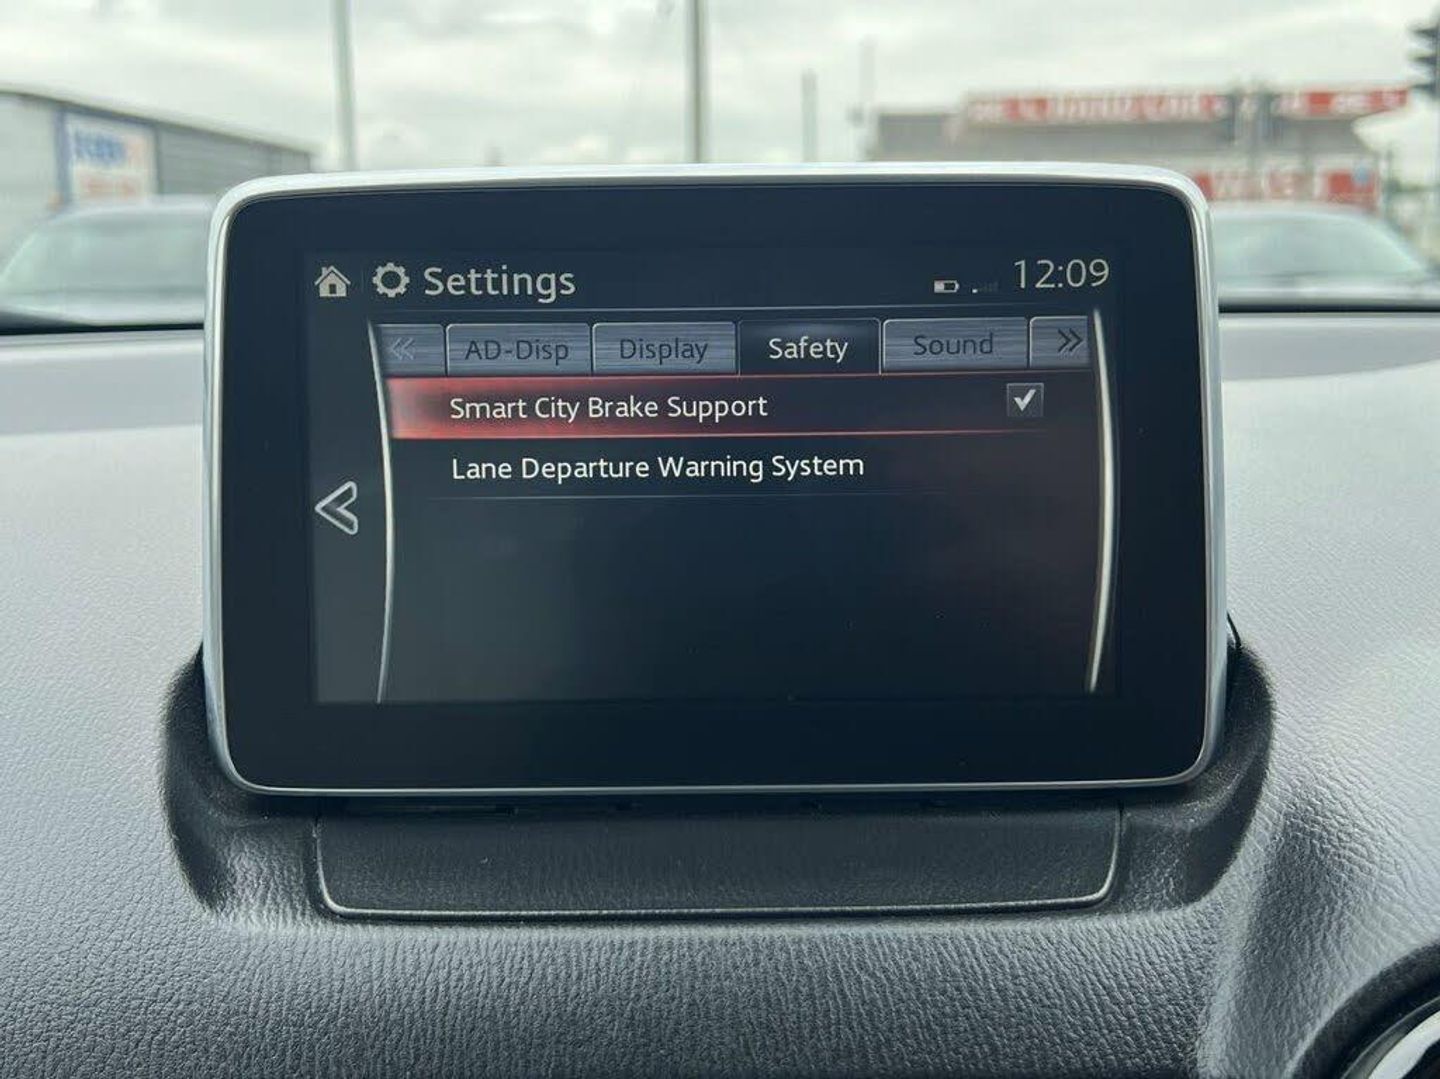 Settings
12:09
AD-Disp
Display
Safety
Sound
Smart City Brake Support
Lane Departure Warning System